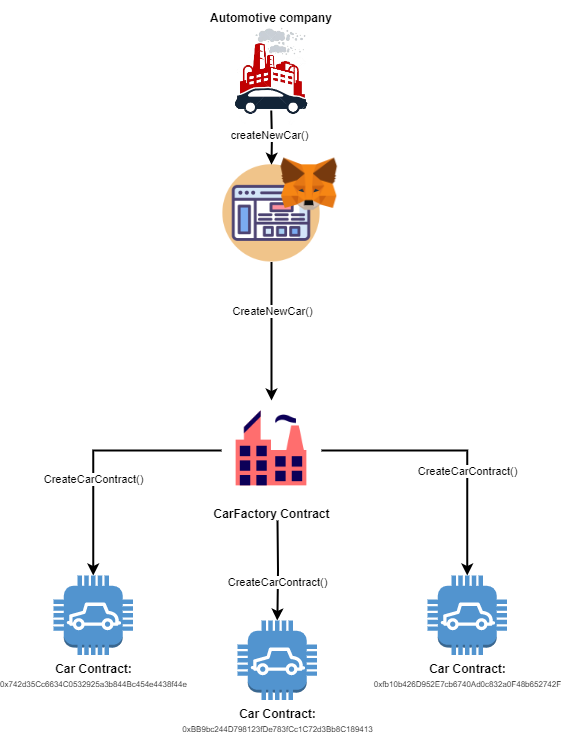 Automotive company
createNewCar()
CreateNewCar()
CreateCarContract()
CreateCarContract()
CarFactory Contract
CreateCarContract()
Car Contract:
0x742d35Cc6634C0532925a3b844Bc454e4438f44e
Car Contract:
0xfb10b426D952E7cb6740Ad0c832a0F48b652742F
Car Contract:
0xBB9bc244D798123fDe783fCc1C72d3Bb8C189413